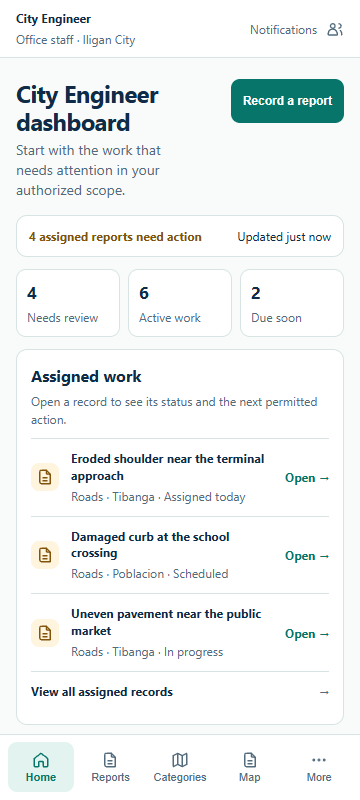 City Engineer
Office staff · Iligan City
Notifications
City Engineer
dashboard
Record a report
Start with the work that
needs attention in your
authorized scope.
4 assigned reports need action
Updated just now
4
Needs review
6
Active work
2
Due soon
Assigned work
Open a record to see its status and the next permitted
action.
Eroded shoulder near the terminal
approach
Roads · Tibanga · Assigned today
Open →
Damaged curb at the school
crossing
Roads · Poblacion · Scheduled
Open →
Uneven pavement near the public
market
Roads · Tibanga · In progress
Open →
View all assigned records →
Home
Reports
Categories
Map
More